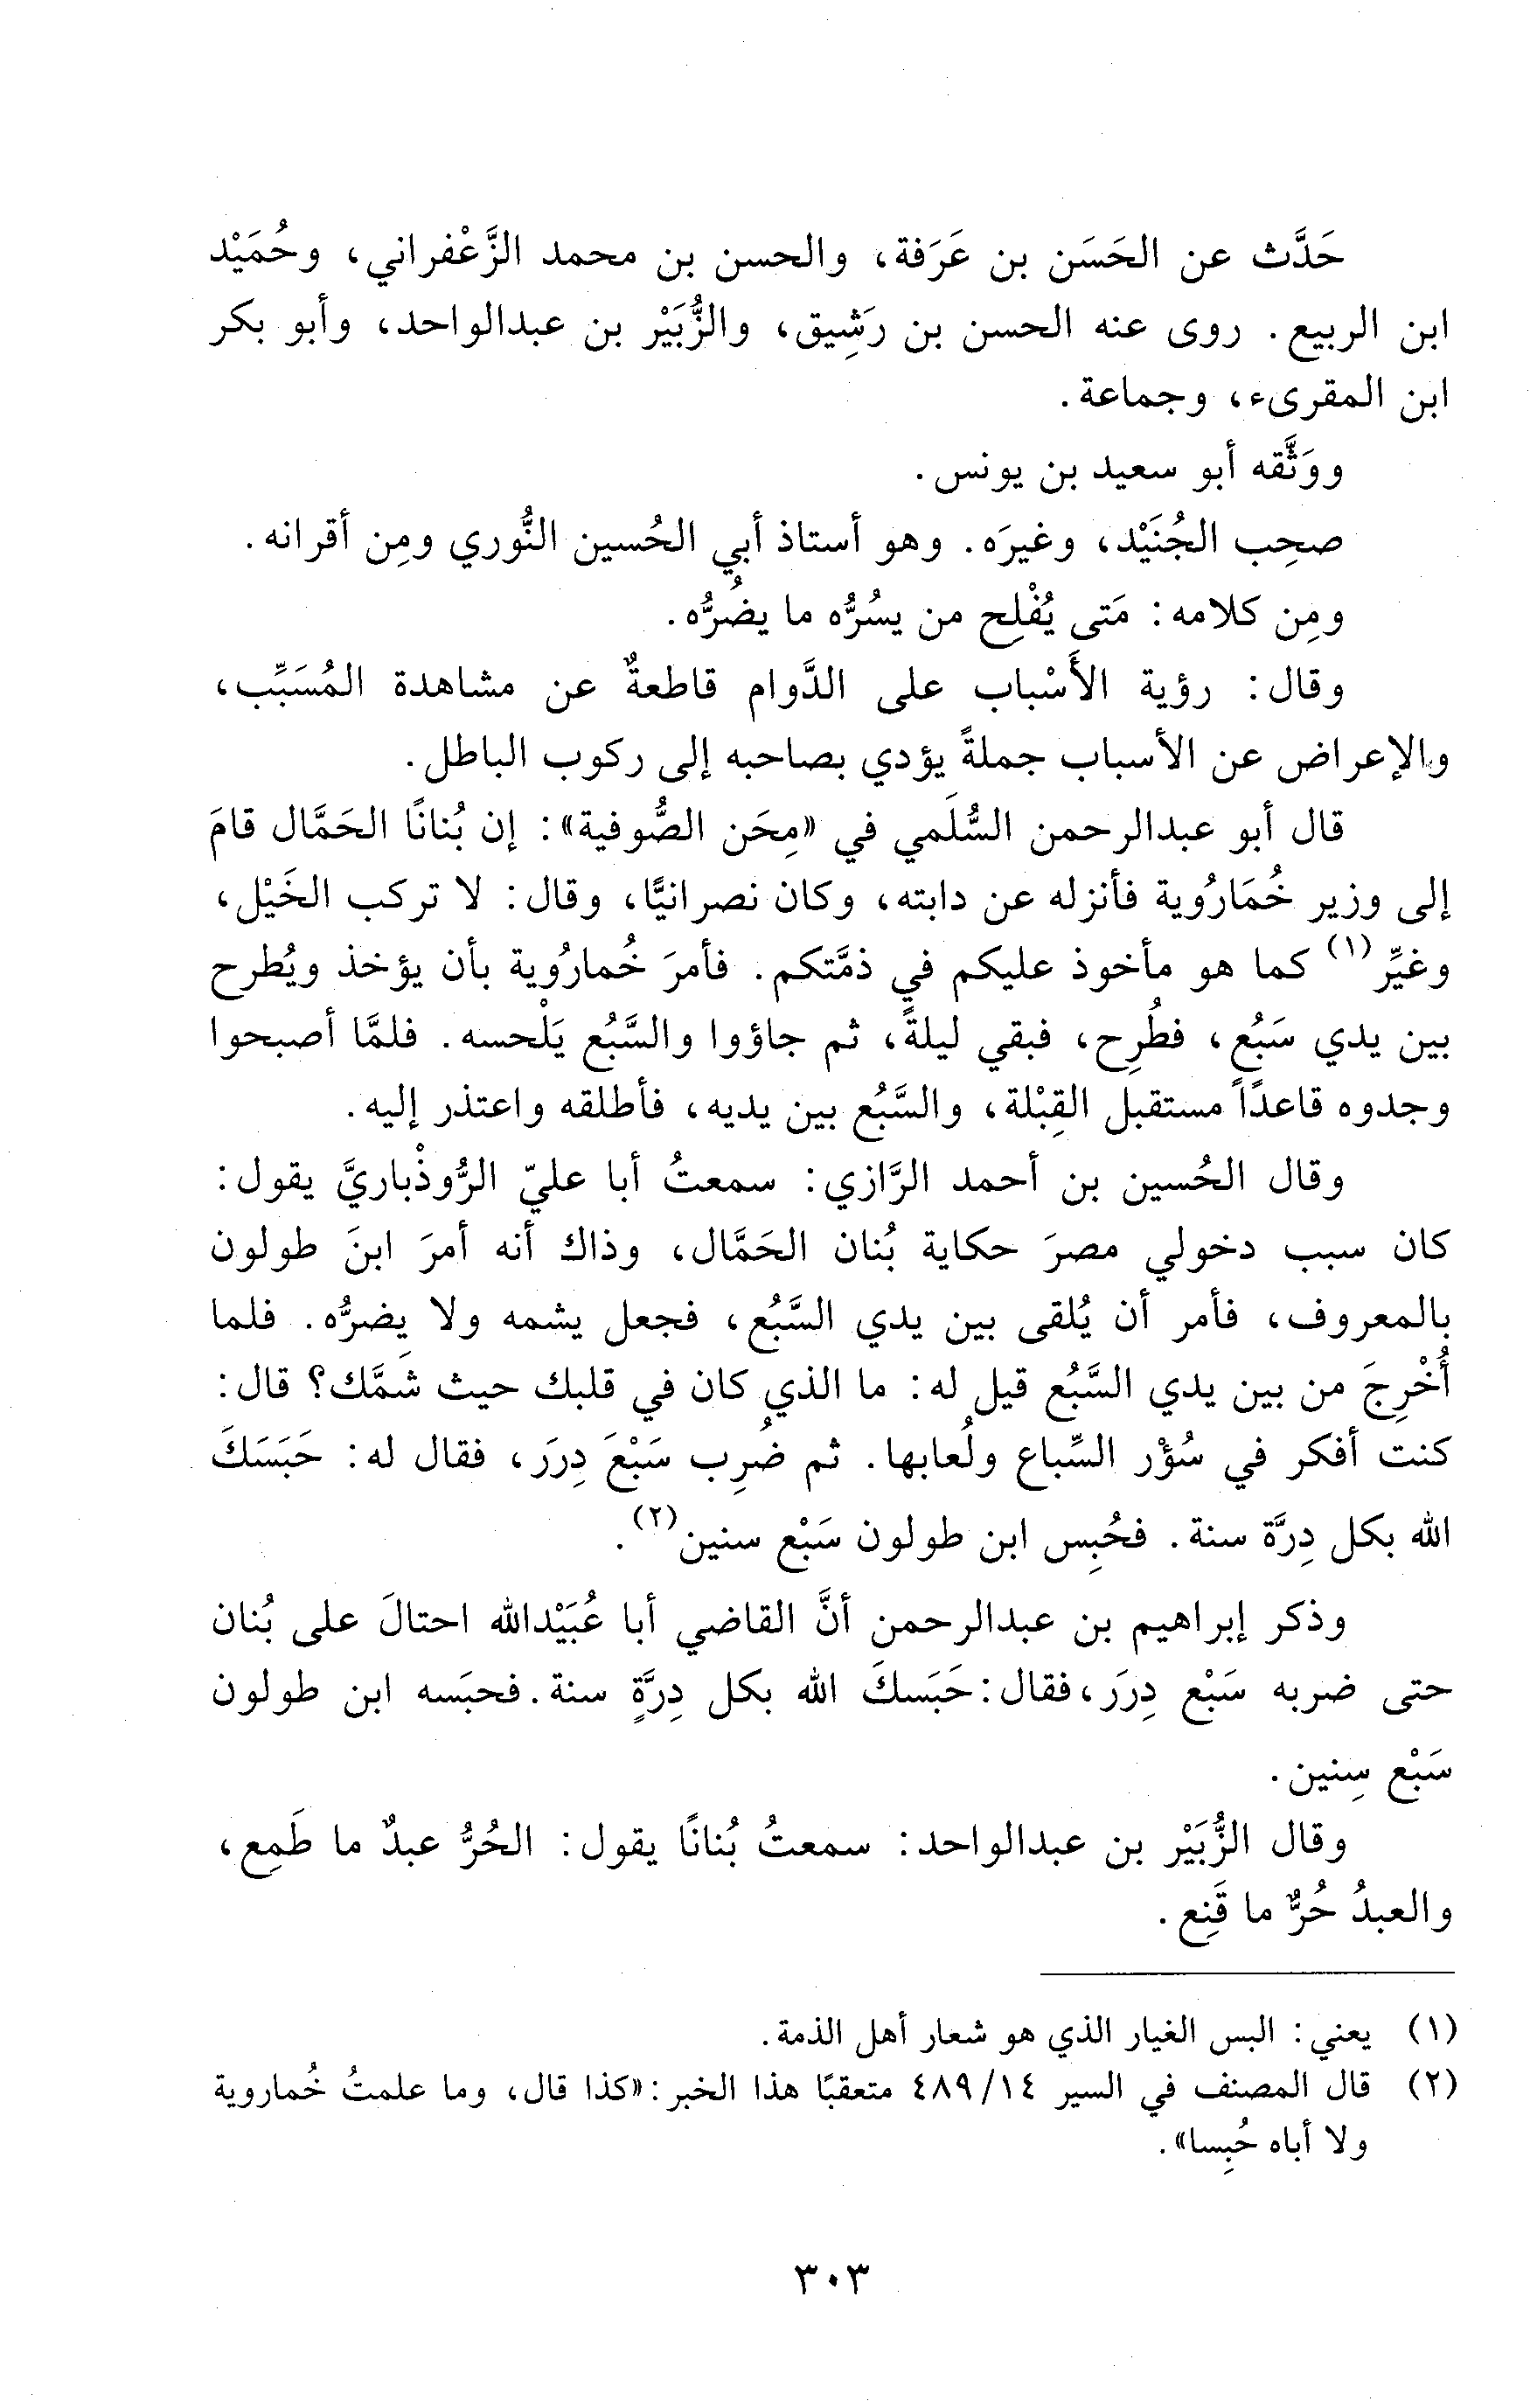 حَدَّث عن الحَسَن بن عَرَفة، والحسن بن محمد الزَّعْفراني، وحُمَيْد
ابن الربيع. روى عنه الحسن بن رَشِيق، والزُّبَيْر بن عبدالواحد، وأبو بكر
ابن المقرىء، وجماعة.
ووَثَّقه أبو سعيد بن يونس.
صحِب الجُنَيْد، وغيرَه. وهو أستاذ أبي الحُسين النُّوري ومِن أقرانه.
ومِن كلامه: مَتى يُفْلِح من يسُرُّه ما يضُرُّه.
وقال: رؤية الأَسْباب على الدَّوام قاطعةٌ عن مشاهدة المُسَبِّب،
والإعراض عن الأسباب جملةً يؤدي بصاحبه إلى ركوب الباطل.
قال أبو عبدالرحمن السُّلَمي في «مِحَن الصُّوفية»: إن بُنانًا الحَمَّال قامَ
إلى وزير خُمَارُوية فأنزله عن دابته، وكان نصرانيًّا، وقال: لا تركب الخَيْل،
وغيِّر(١) كما هو مأخوذ عليكم في ذمَّتكم. فأمرَ خُمارُوية بأن يؤخذ ويُطرح
بين يدي سَبُع، فطُرِح، فبقي ليلةً، ثم جاؤوا والسَّبُع يَلْحسه. فلمَّا أصبحوا
وجدوه قاعدًا مستقبل القِبْلة، والسَّبُع بين يديه، فأطلقه واعتذر إليه.
وقال الحُسين بن أحمد الرَّازي: سمعتُ أبا عليّ الرُّوذْباريَّ يقول:
كان سبب دخولي مصرَ حكاية بُنان الحَمَّال، وذاك أنه أمرَ ابنَ طولون
بالمعروف، فأمر أن يُلقى بين يدي السَّبُع، فجعل يشمه ولا يضرُّه. فلما
أُخْرِجَ من بين يدي السَّبُع قيل له: ما الذي كان في قلبك حيث شَمَّك؟ قال:
كنت أفكر في سُؤْر السِّباع ولُعابها. ثم ضُرِب سَبْعَ دِرَر، فقال له: حَبَسَكَ
الله بكل دِرَّة سنة. فحُبِس ابن طولون سَبْع سنين(٢).
وذكر إبراهيم بن عبدالرحمن أنَّ القاضي أبا عُبَيْدالله احتالَ على بُنان
حتى ضربه سَبْع دِرَر، فقال: حَبَسكَ الله بكل دِرَّةٍ سنة. فحبَسه ابن طولون
سَبْع سِنين.
وقال الزُّبَيْر بن عبدالواحد: سمعتُ بُنانًا يقول: الحُرُّ عبدٌ ما طَمِع،
والعبدُ حُرٌّ ما قَنِع.
(١) يعني: البس الغيار الذي هو شعار أهل الذمة.
(٢) قال المصنف في السير ١٤/ ٤٨٩ متعقبًا هذا الخبر: «كذا قال، وما علمتُ خُماروية
ولا أباه حُبِسا».
٣٠٣